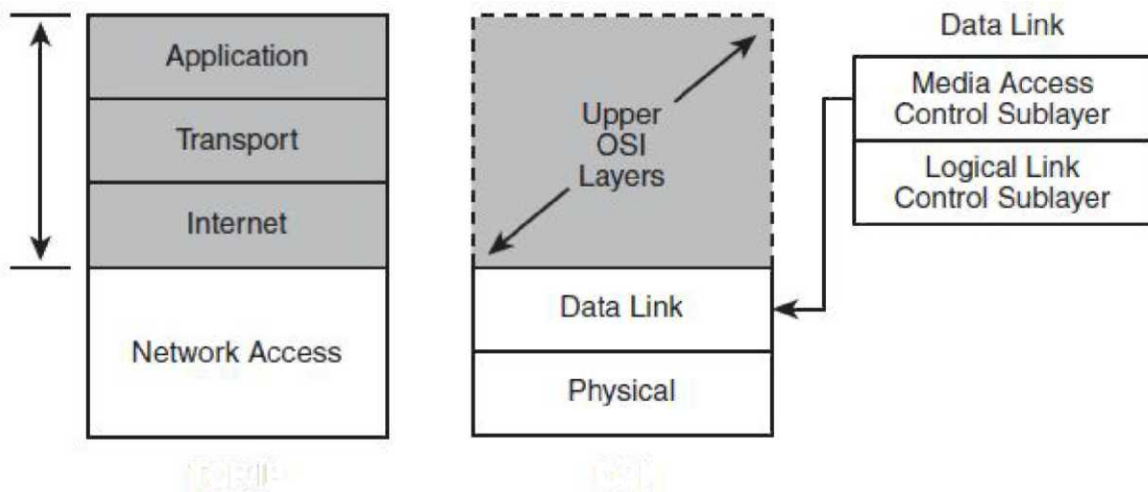 Application
Transport
Internet
Network Access
Upper
OSI
Layers
Data Link
Physical
Data Link
Media Access
Control Sublayer
Logical Link
Control Sublayer